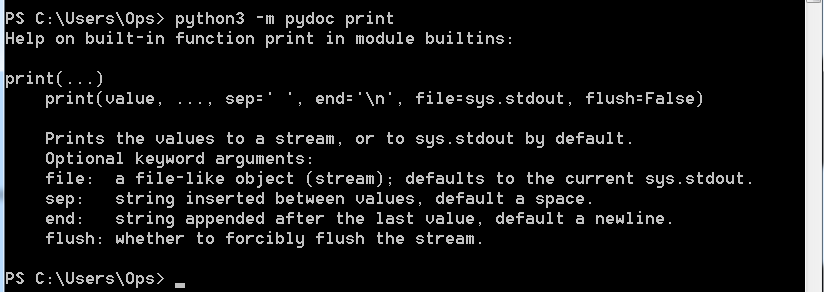 PS C:\Users\Ops> python3 -m pydoc print
Help on built-in function print in module builtins:

print(...)
    print(value, ..., sep=' ', end='\n', file=sys.stdout, flush=False)

    Prints the values to a stream, or to sys.stdout by default.
    Optional keyword arguments:
    file:  a file-like object (stream); defaults to the current sys.stdout.
    sep:   string inserted between values, default a space.
    end:   string appended after the last value, default a newline.
    flush: whether to forcibly flush the stream.

PS C:\Users\Ops> _